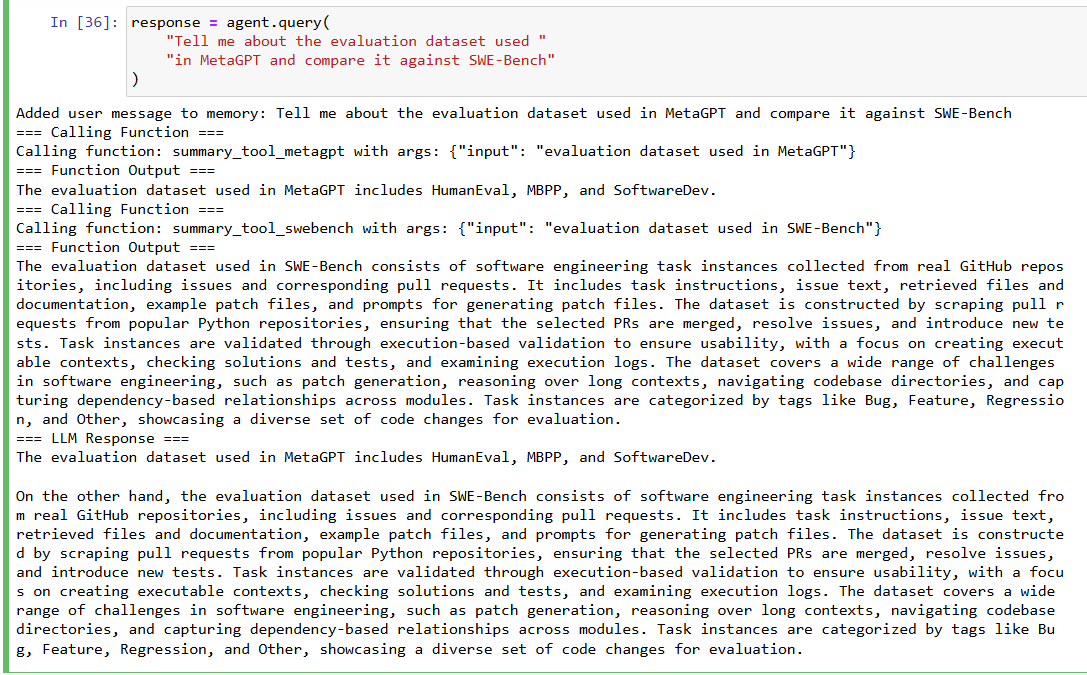 In [36]: response = agent.query(
"Tell me about the evaluation dataset used "
"in MetaGPT and compare it against SWE-Bench"
)
Added user message to memory: Tell me about the evaluation dataset used in MetaGPT and compare it against SWE-Bench
=== Calling Function ===
Calling function: summary_tool_metagpt with args: {"input": "evaluation dataset used in MetaGPT"}
=== Function Output ===
The evaluation dataset used in MetaGPT includes HumanEval, MBPP, and SoftwareDev.
=== Calling Function ===
Calling function: summary_tool_swebench with args: {"input": "evaluation dataset used in SWE-Bench"}
=== Function Output ===
The evaluation dataset used in SWE-Bench consists of software engineering task instances collected from real GitHub repos
itories, including issues and corresponding pull requests. It includes task instructions, issue text, retrieved files and
documentation, example patch files, and prompts for generating patch files. The dataset is constructed by scraping pull r
equests from popular Python repositories, ensuring that the selected PRs are merged, resolve issues, and introduce new te
sts. Task instances are validated through execution-based validation to ensure usability, with a focus on creating execut
able contexts, checking solutions and tests, and examining execution logs. The dataset covers a wide range of challenges
in software engineering, such as patch generation, reasoning over long contexts, navigating codebase directories, and cap
turing dependency-based relationships across modules. Task instances are categorized by tags like Bug, Feature, Regressio
n, and Other, showcasing a diverse set of code changes for evaluation.
=== LLM Response ===
The evaluation dataset used in MetaGPT includes HumanEval, MBPP, and SoftwareDev.
On the other hand, the evaluation dataset used in SWE-Bench consists of software engineering task instances collected fro
m real GitHub repositories, including issues and corresponding pull requests. It includes task instructions, issue text,
retrieved files and documentation, example patch files, and prompts for generating patch files. The dataset is constructe
d by scraping pull requests from popular Python repositories, ensuring that the selected PRs are merged, resolve issues,
and introduce new tests. Task instances are validated through execution-based validation to ensure usability, with a focu
s on creating executable contexts, checking solutions and tests, and examining execution logs. The dataset covers a wide
range of challenges in software engineering, such as patch generation, reasoning over long contexts, navigating codebase
directories, and capturing dependency-based relationships across modules. Task instances are categorized by tags like Bu
g, Feature, Regression, and Other, showcasing a diverse set of code changes for evaluation.